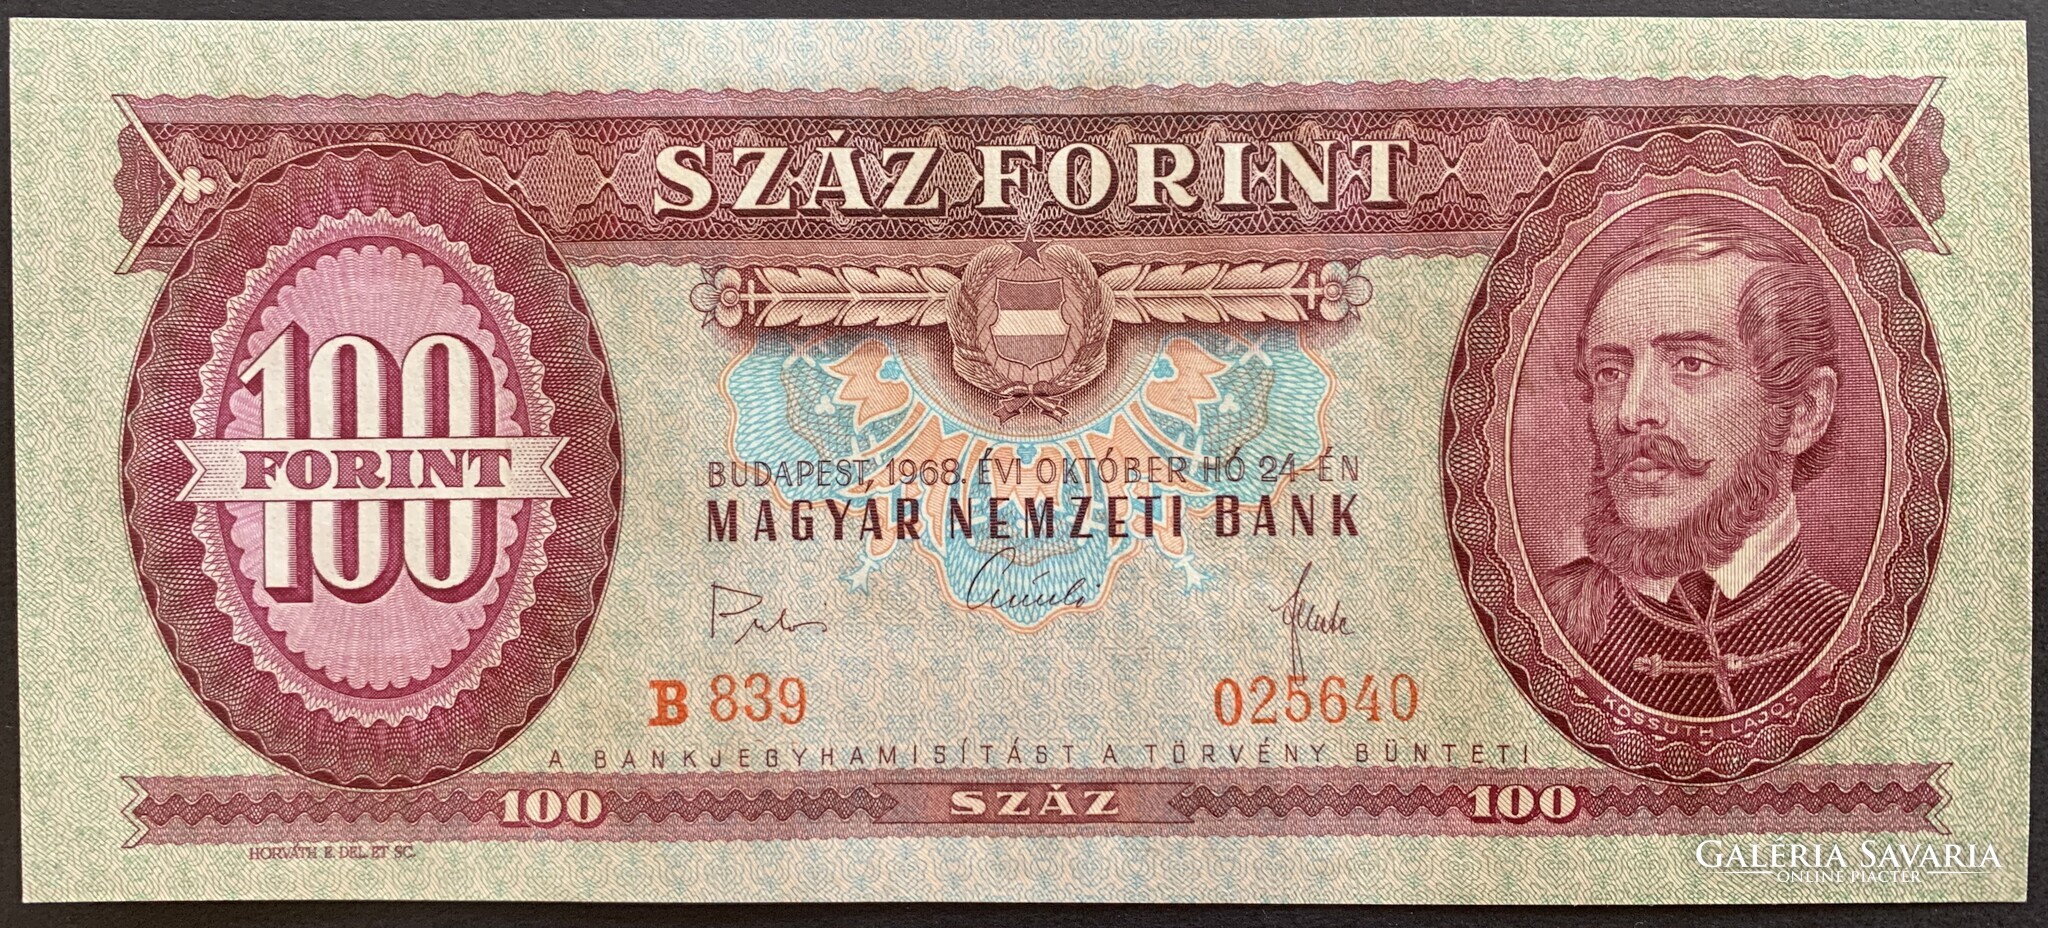 SZÁZ FORINT
100
FORINT
BUDAPEST, 1968. ÉVI OKTÓBER HÓ 24-ÉN
MAGYAR NEMZETI BANK
B 839
025640
KOSSUTH LAJOS
A BANKJEGYHAMISÍTÁST A TÖRVÉNY BÜNTETI
100 SZÁZ 100
HORVÁTH E. DEL. ET SC.
GALERIA SAVARIA
ONLINE PIACTÉR